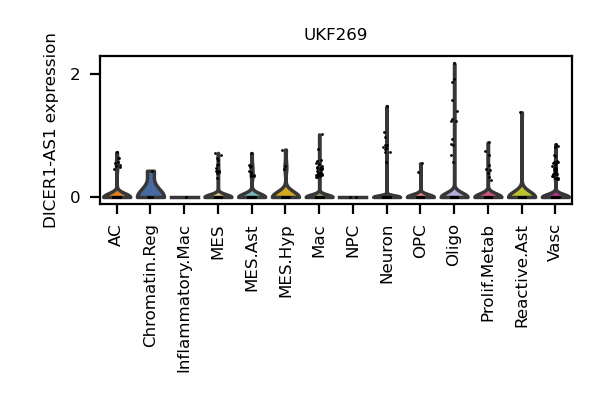 UKF269
DICER1-AS1 expression
2
0
AC
Chromatin.Reg
Inflammatory.Mac
MES
MES.Ast
MES.Hyp
Mac
NPC
Neuron
OPC
Oligo
Prolif.Metab
Reactive.Ast
Vasc